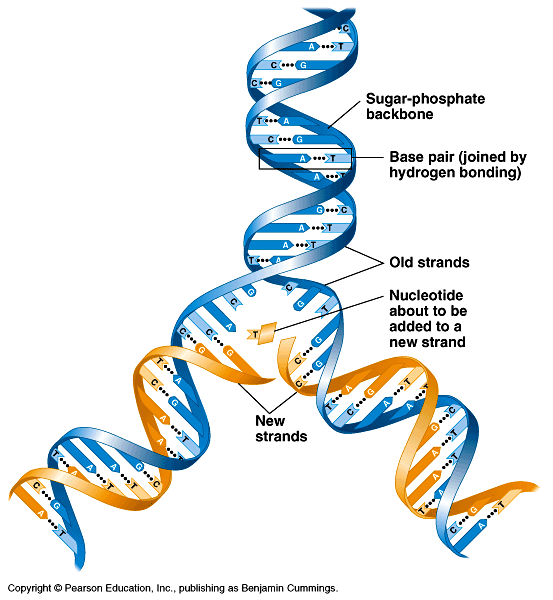 C
A T
C G
C G
T A
Sugar-phosphate
backbone
C G
A T
Base pair (joined by
hydrogen bonding)
A T
G C
A T
A T
T A
Old strands
C G
C G
T
A
T
Nucleotide
about to be
added to a
new strand
C G
C G
C G
C G
New
strands
T A
C G
A T
A T
T A
A T
A T
G C
C G
A T
T A
C G
A T
A T
G C
A T
T A
C G
A T
Copyright © Pearson Education, Inc., publishing as Benjamin Cummings.